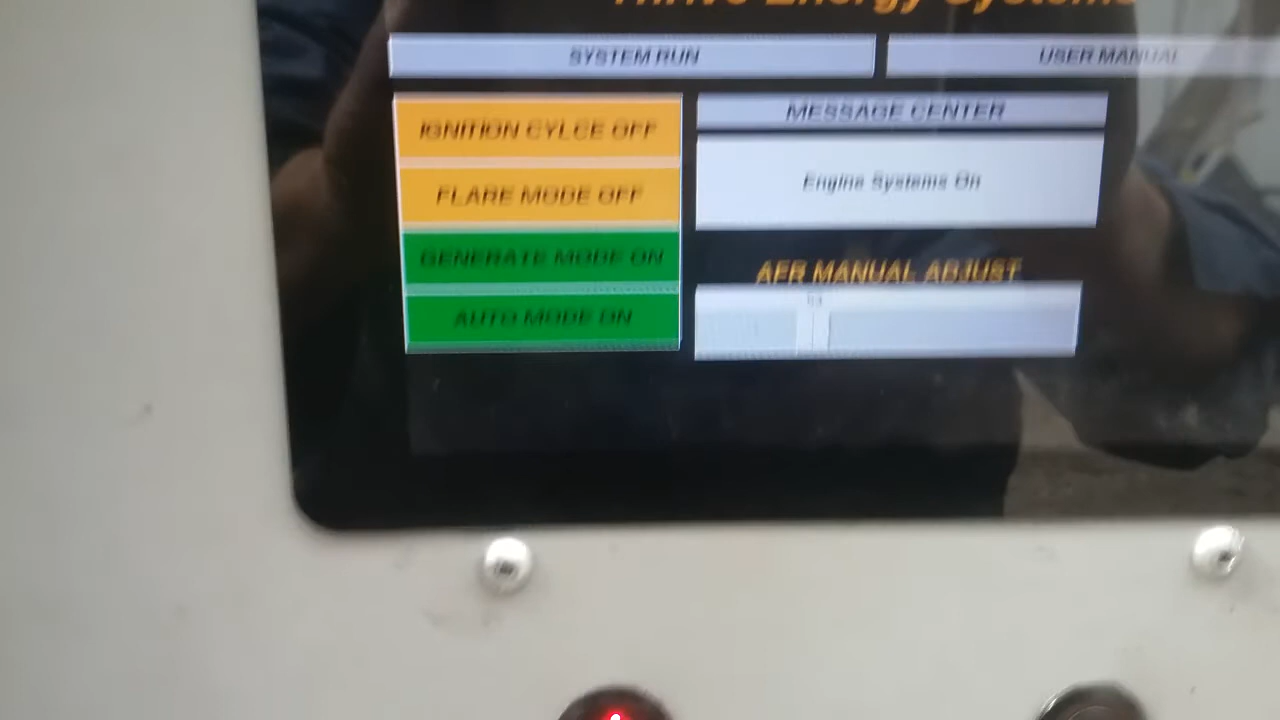 Thrive Energy Systems
SYSTEM RUN
USER MANUAL
IGNITION CYLCE OFF
FLARE MODE OFF
GENERATE MODE ON
AUTO MODE ON
MESSAGE CENTER
Engine Systems On
AFR MANUAL ADJUST